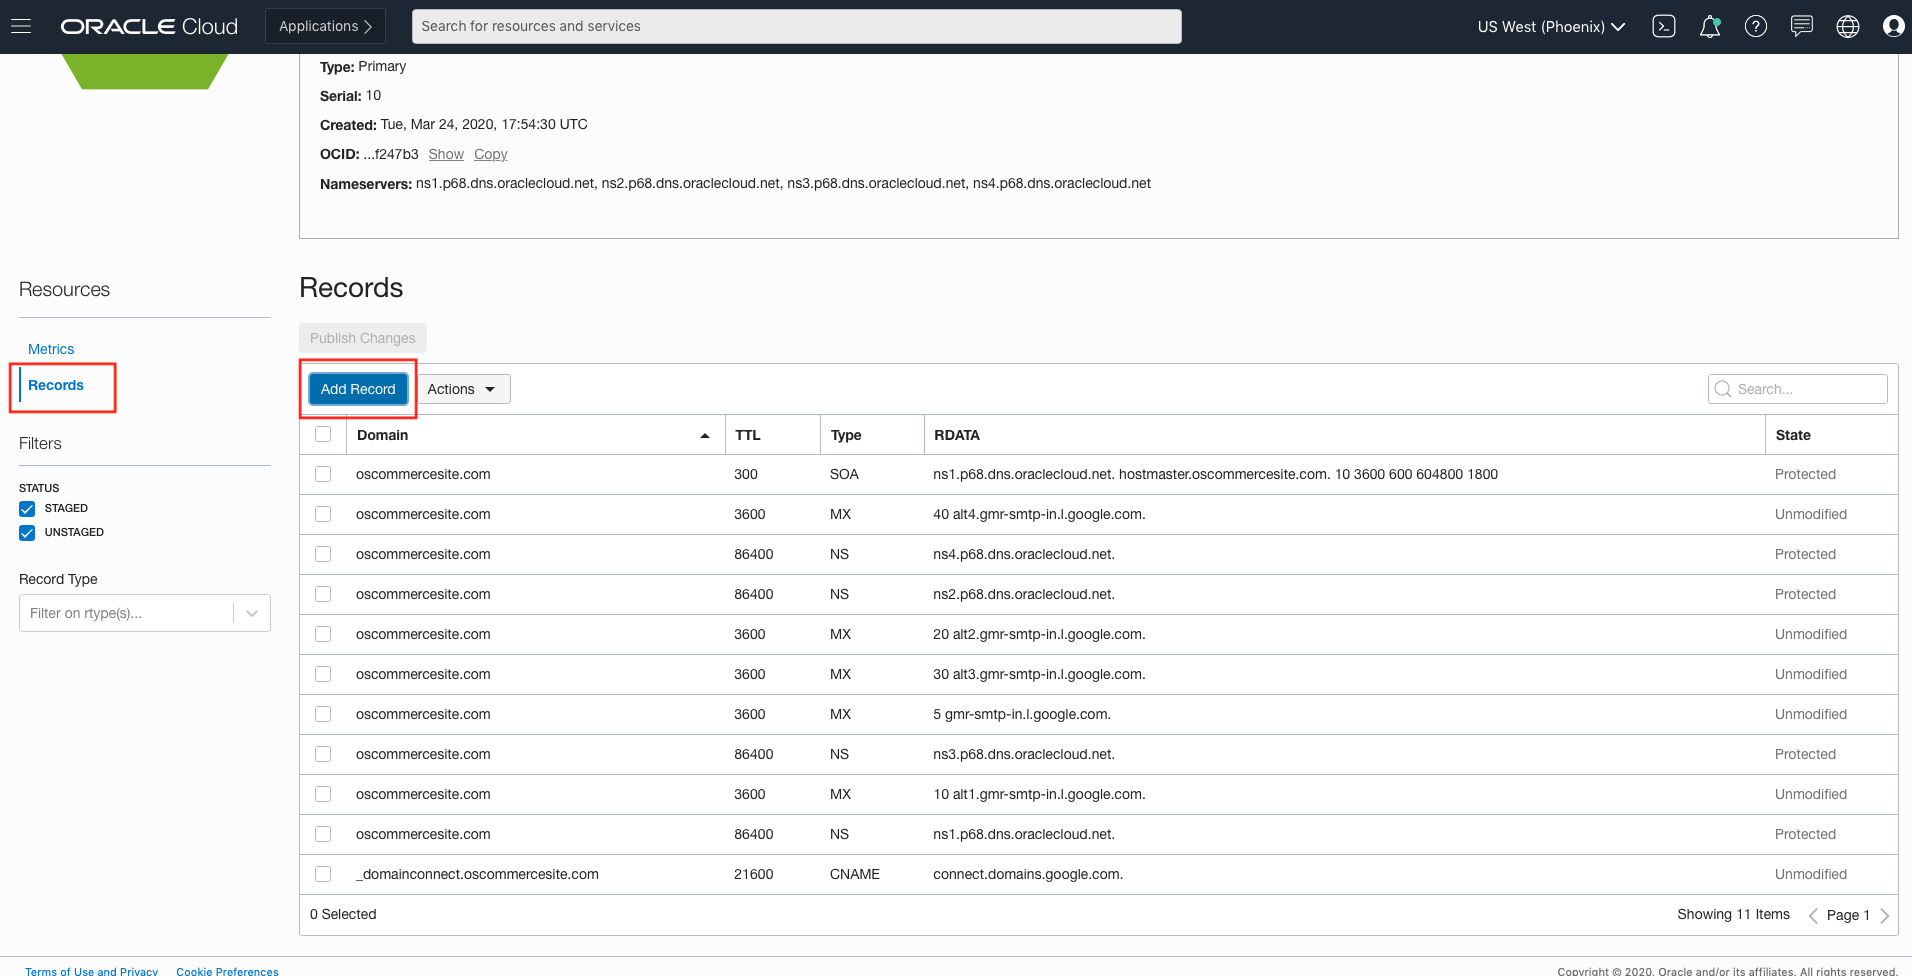 ORACLE Cloud Applications Search for resources and services US West (Phoenix)
Type: Primary
Serial: 10
Created: Tue, Mar 24, 2020, 17:54:30 UTC
OCID: ...f247b3 Show Copy
Nameservers: ns1.p68.dns.oraclecloud.net, ns2.p68.dns.oraclecloud.net, ns3.p68.dns.oraclecloud.net, ns4.p68.dns.oraclecloud.net
Resources
Metrics
Records
Filters
STATUS
STAGED
UNSTAGED
Record Type
Filter on rtype(s)...
Records
Publish Changes
Add Record Actions Search...
Domain TTL Type RDATA State
oscommercesite.com 300 SOA ns1.p68.dns.oraclecloud.net. hostmaster.oscommercesite.com. 10 3600 600 604800 1800 Protected
oscommercesite.com 3600 MX 40 alt4.gmr-smtp-in.l.google.com. Unmodified
oscommercesite.com 86400 NS ns4.p68.dns.oraclecloud.net. Protected
oscommercesite.com 86400 NS ns2.p68.dns.oraclecloud.net. Protected
oscommercesite.com 3600 MX 20 alt2.gmr-smtp-in.l.google.com. Unmodified
oscommercesite.com 3600 MX 30 alt3.gmr-smtp-in.l.google.com. Unmodified
oscommercesite.com 3600 MX 5 gmr-smtp-in.l.google.com. Unmodified
oscommercesite.com 86400 NS ns3.p68.dns.oraclecloud.net. Protected
oscommercesite.com 3600 MX 10 alt1.gmr-smtp-in.l.google.com. Unmodified
oscommercesite.com 86400 NS ns1.p68.dns.oraclecloud.net. Protected
_domainconnect.oscommercesite.com 21600 CNAME connect.domains.google.com. Unmodified
0 Selected Showing 11 Items Page 1
Terms of Use and Privacy Cookie Preferences Copyright © 2020, Oracle and/or its affiliates. All rights reserved.